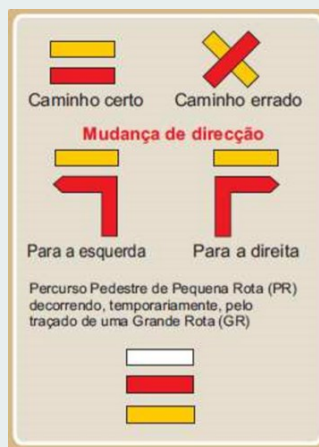 Caminho certo
Caminho errado
Mudança de direcção
Para a esquerda
Para a direita
Percurso Pedestre de Pequena Rota (PR)
decorrendo, temporariamente, pelo
traçado de uma Grande Rota (GR)